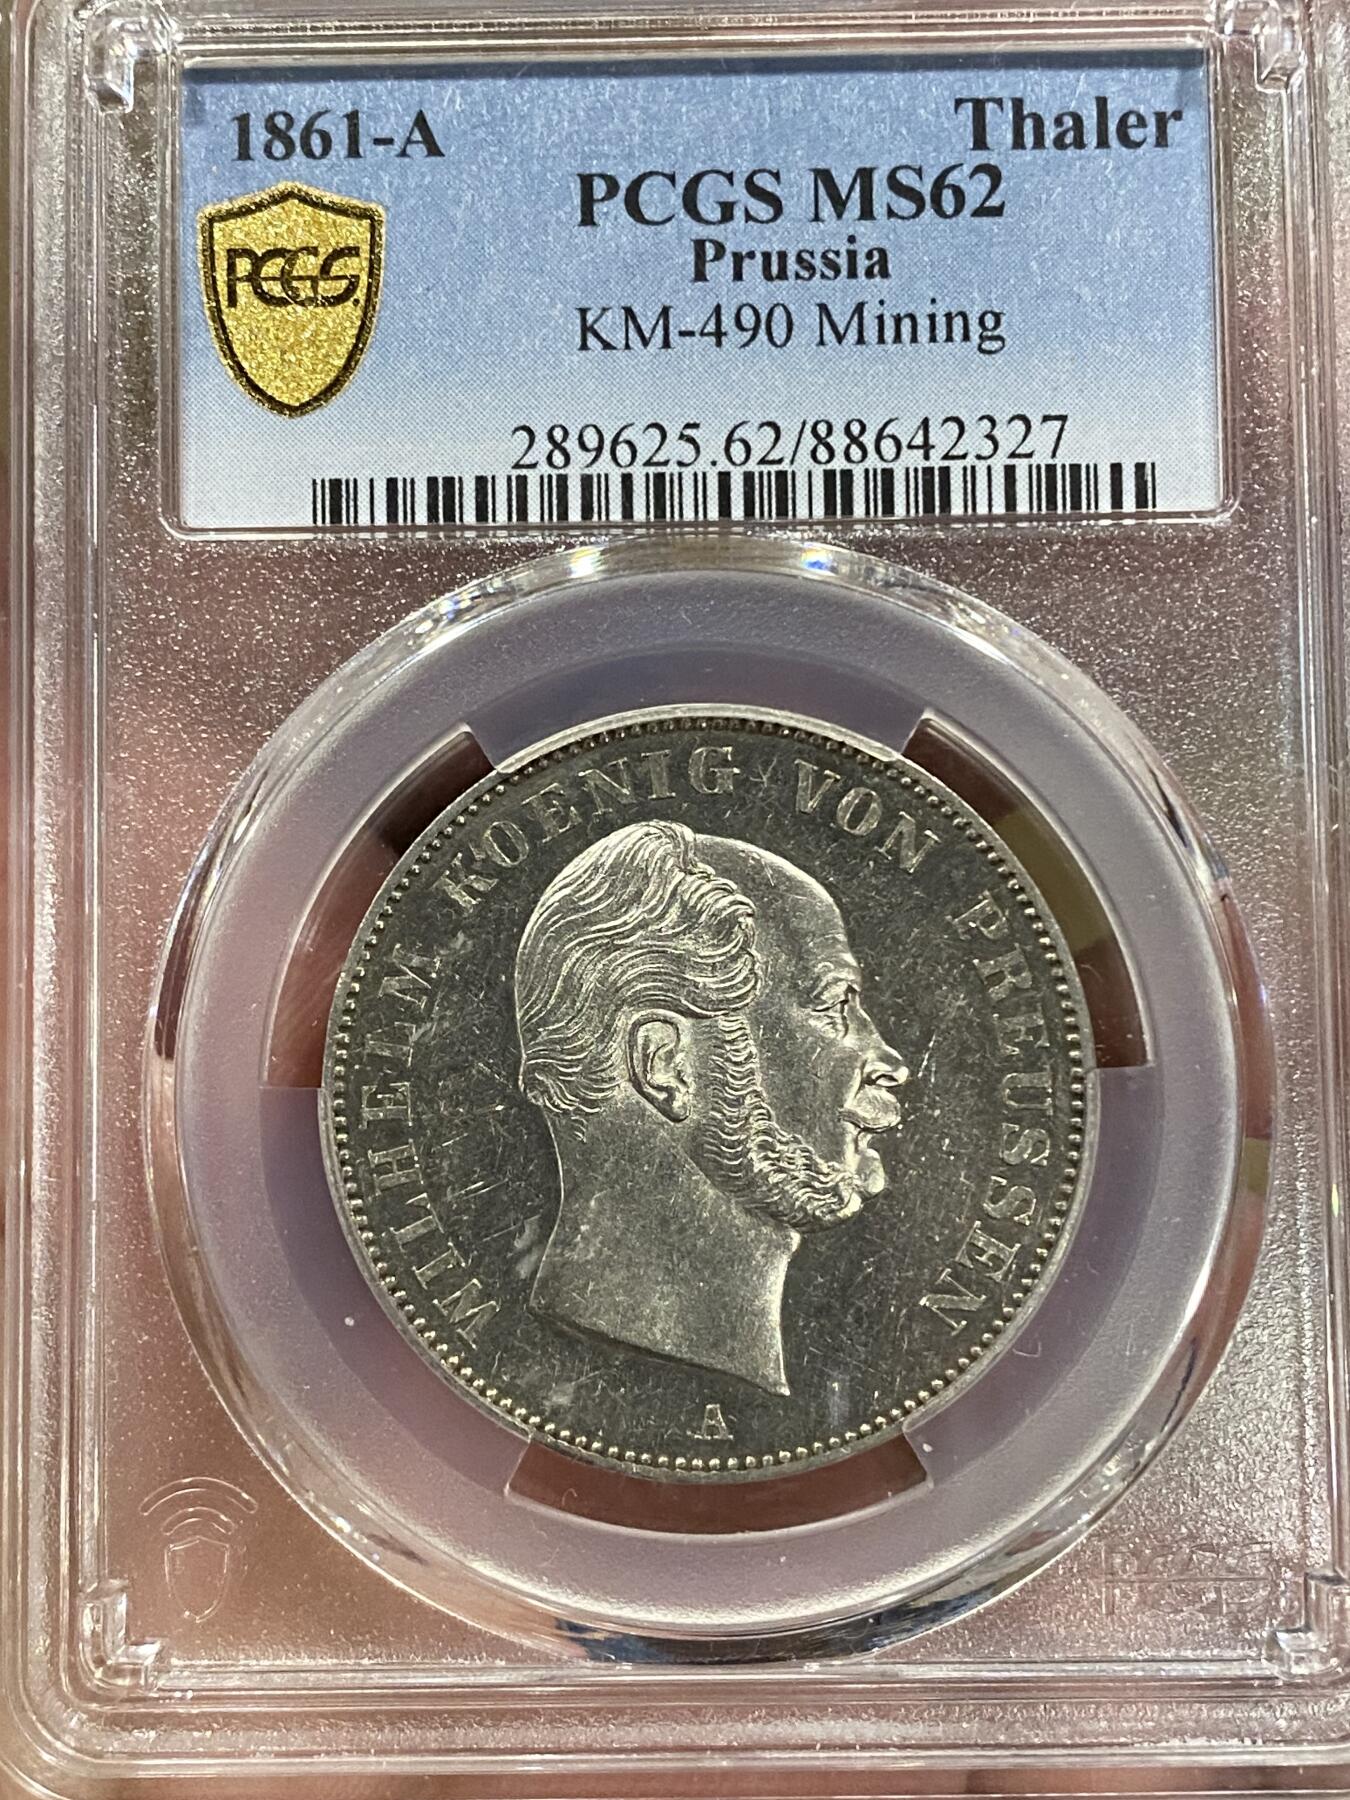 1861-A Thaler
PCGS MS62
Prussia
KM-490 Mining
PCGS
289625.62/88642327
WILHELM KOENIG VON PREUSSEN
A